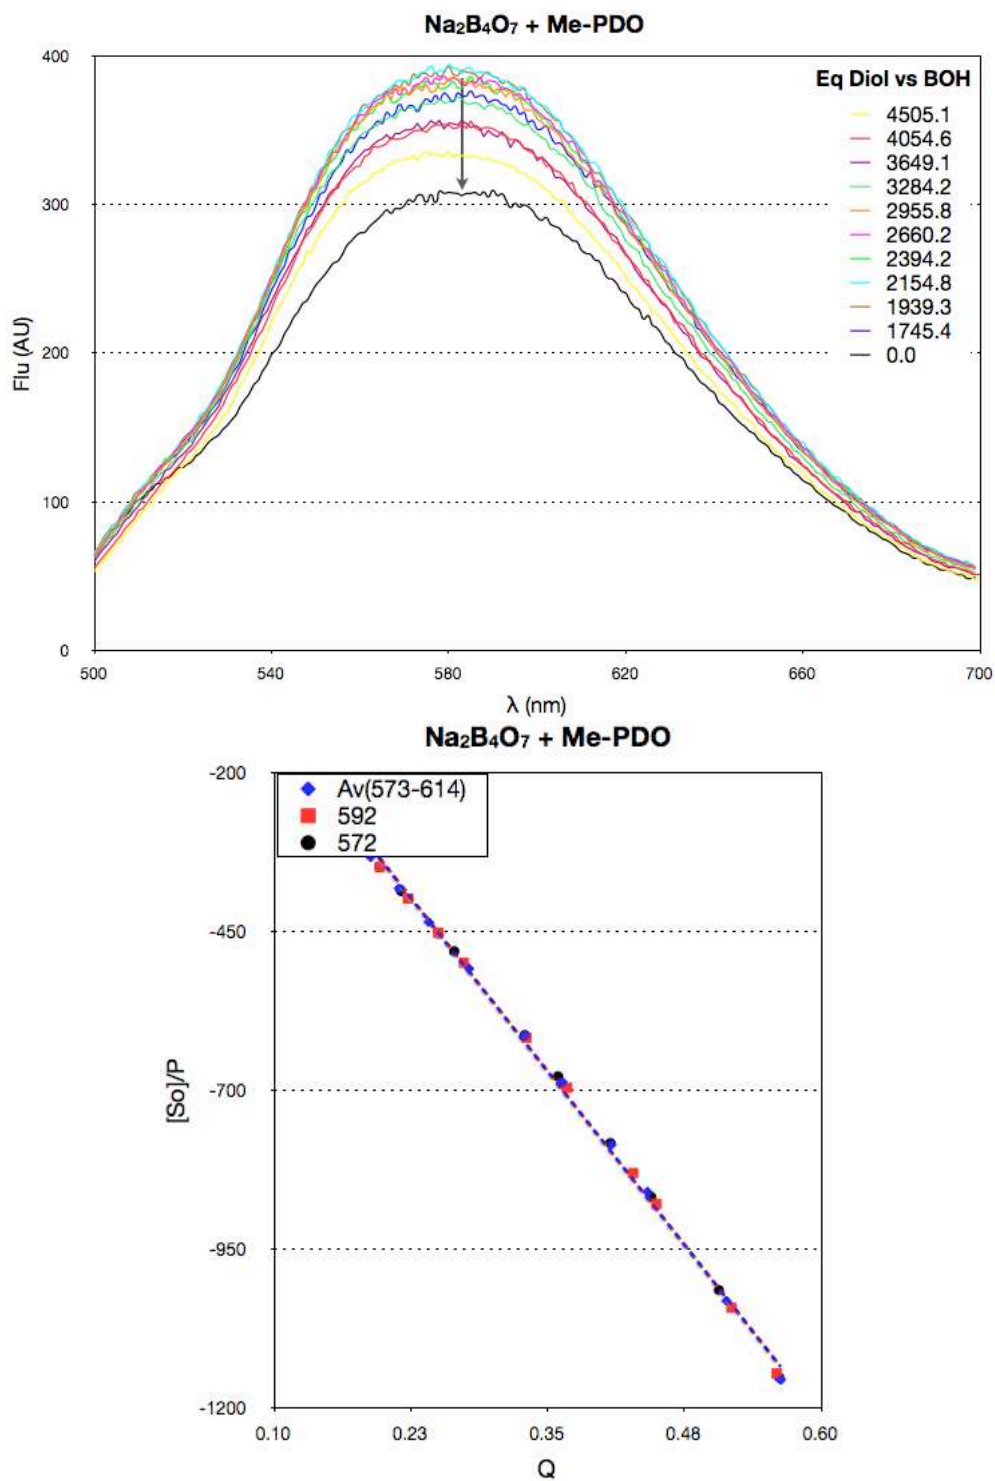 Na₂B₄O₇ + Me-PDO
400
300
200
100
0
Flu (AU)
Eq Diol vs BOH
4505.1
4054.6
3649.1
3284.2
2955.8
2660.2
2394.2
2154.8
1939.3
1745.4
0.0
500 540 580 620 660 700
λ (nm)
Na₂B₄O₇ + Me-PDO
-200
-450
-700
-950
-1200
[So]/P
Av(573-614)
592
572
0.10 0.23 0.35 0.48 0.60
Q